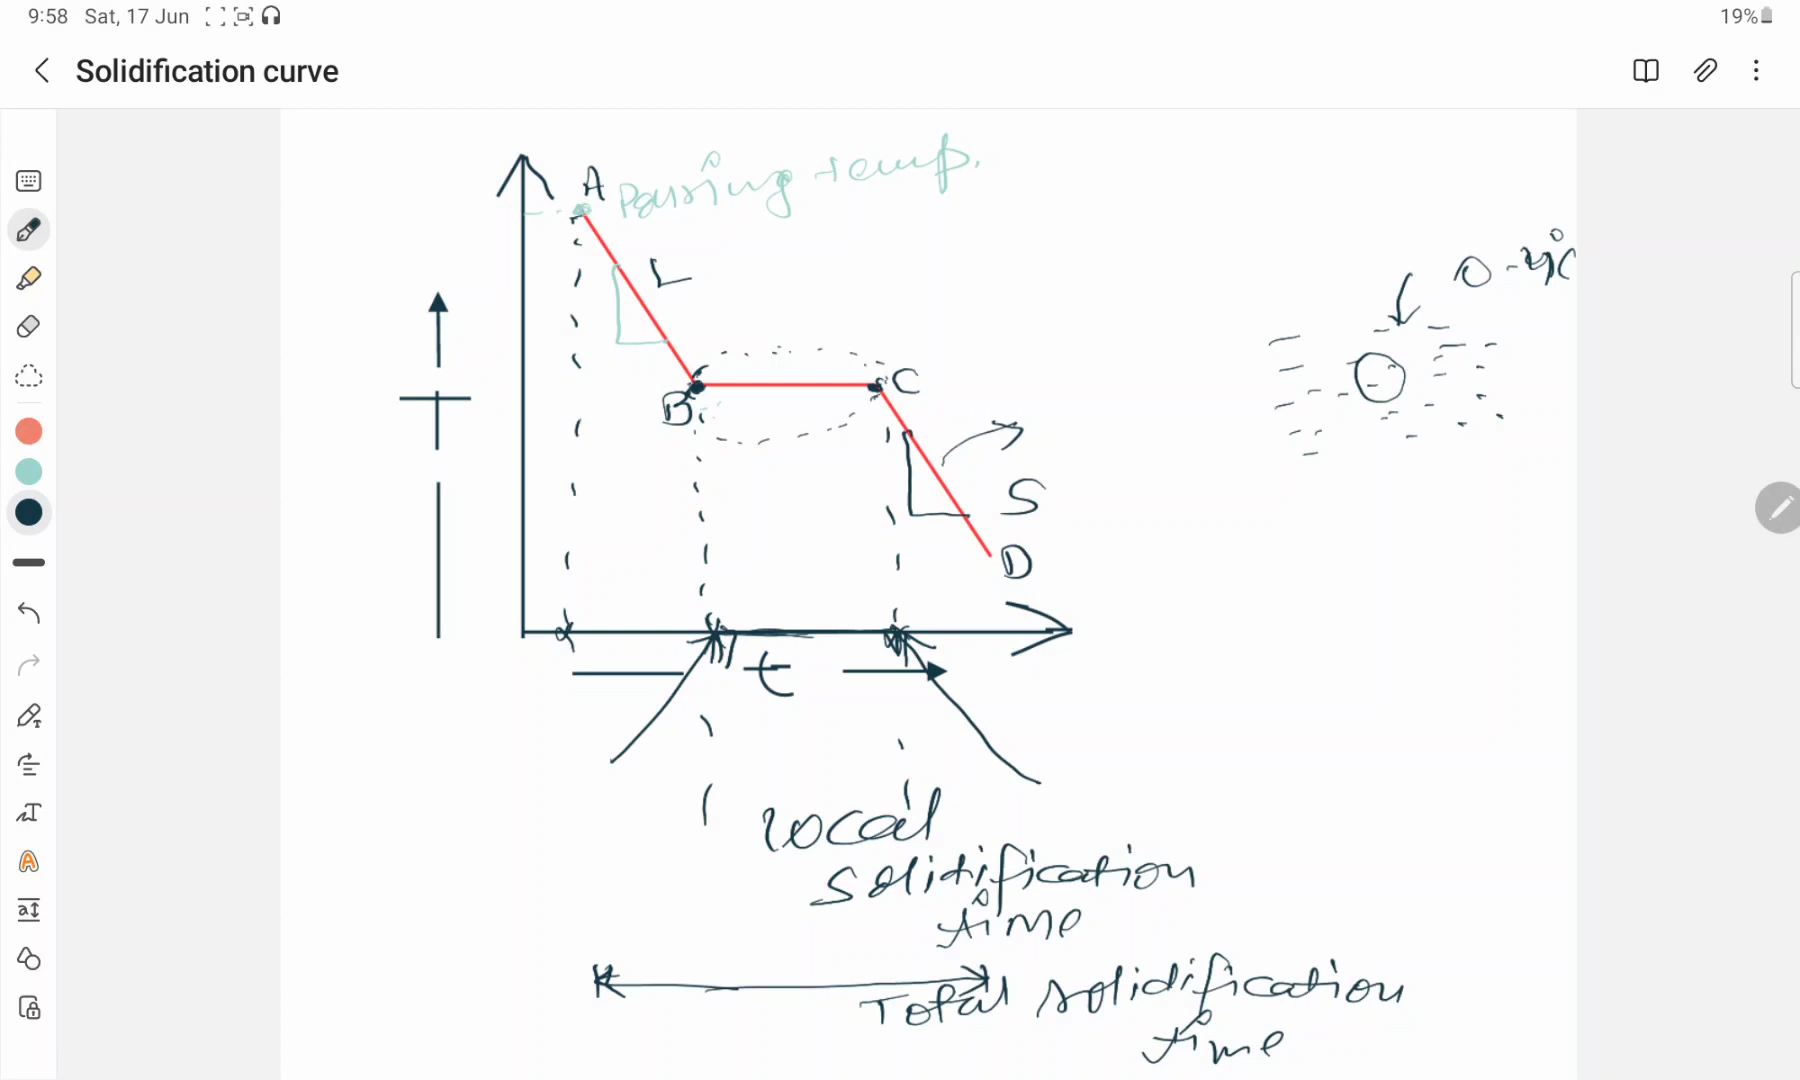 9:58 Sat, 17 Jun
19%
Solidification curve
A Pouring temp.
L
B
C
S
D
T
t
local
solidification
time
Total solidification
time